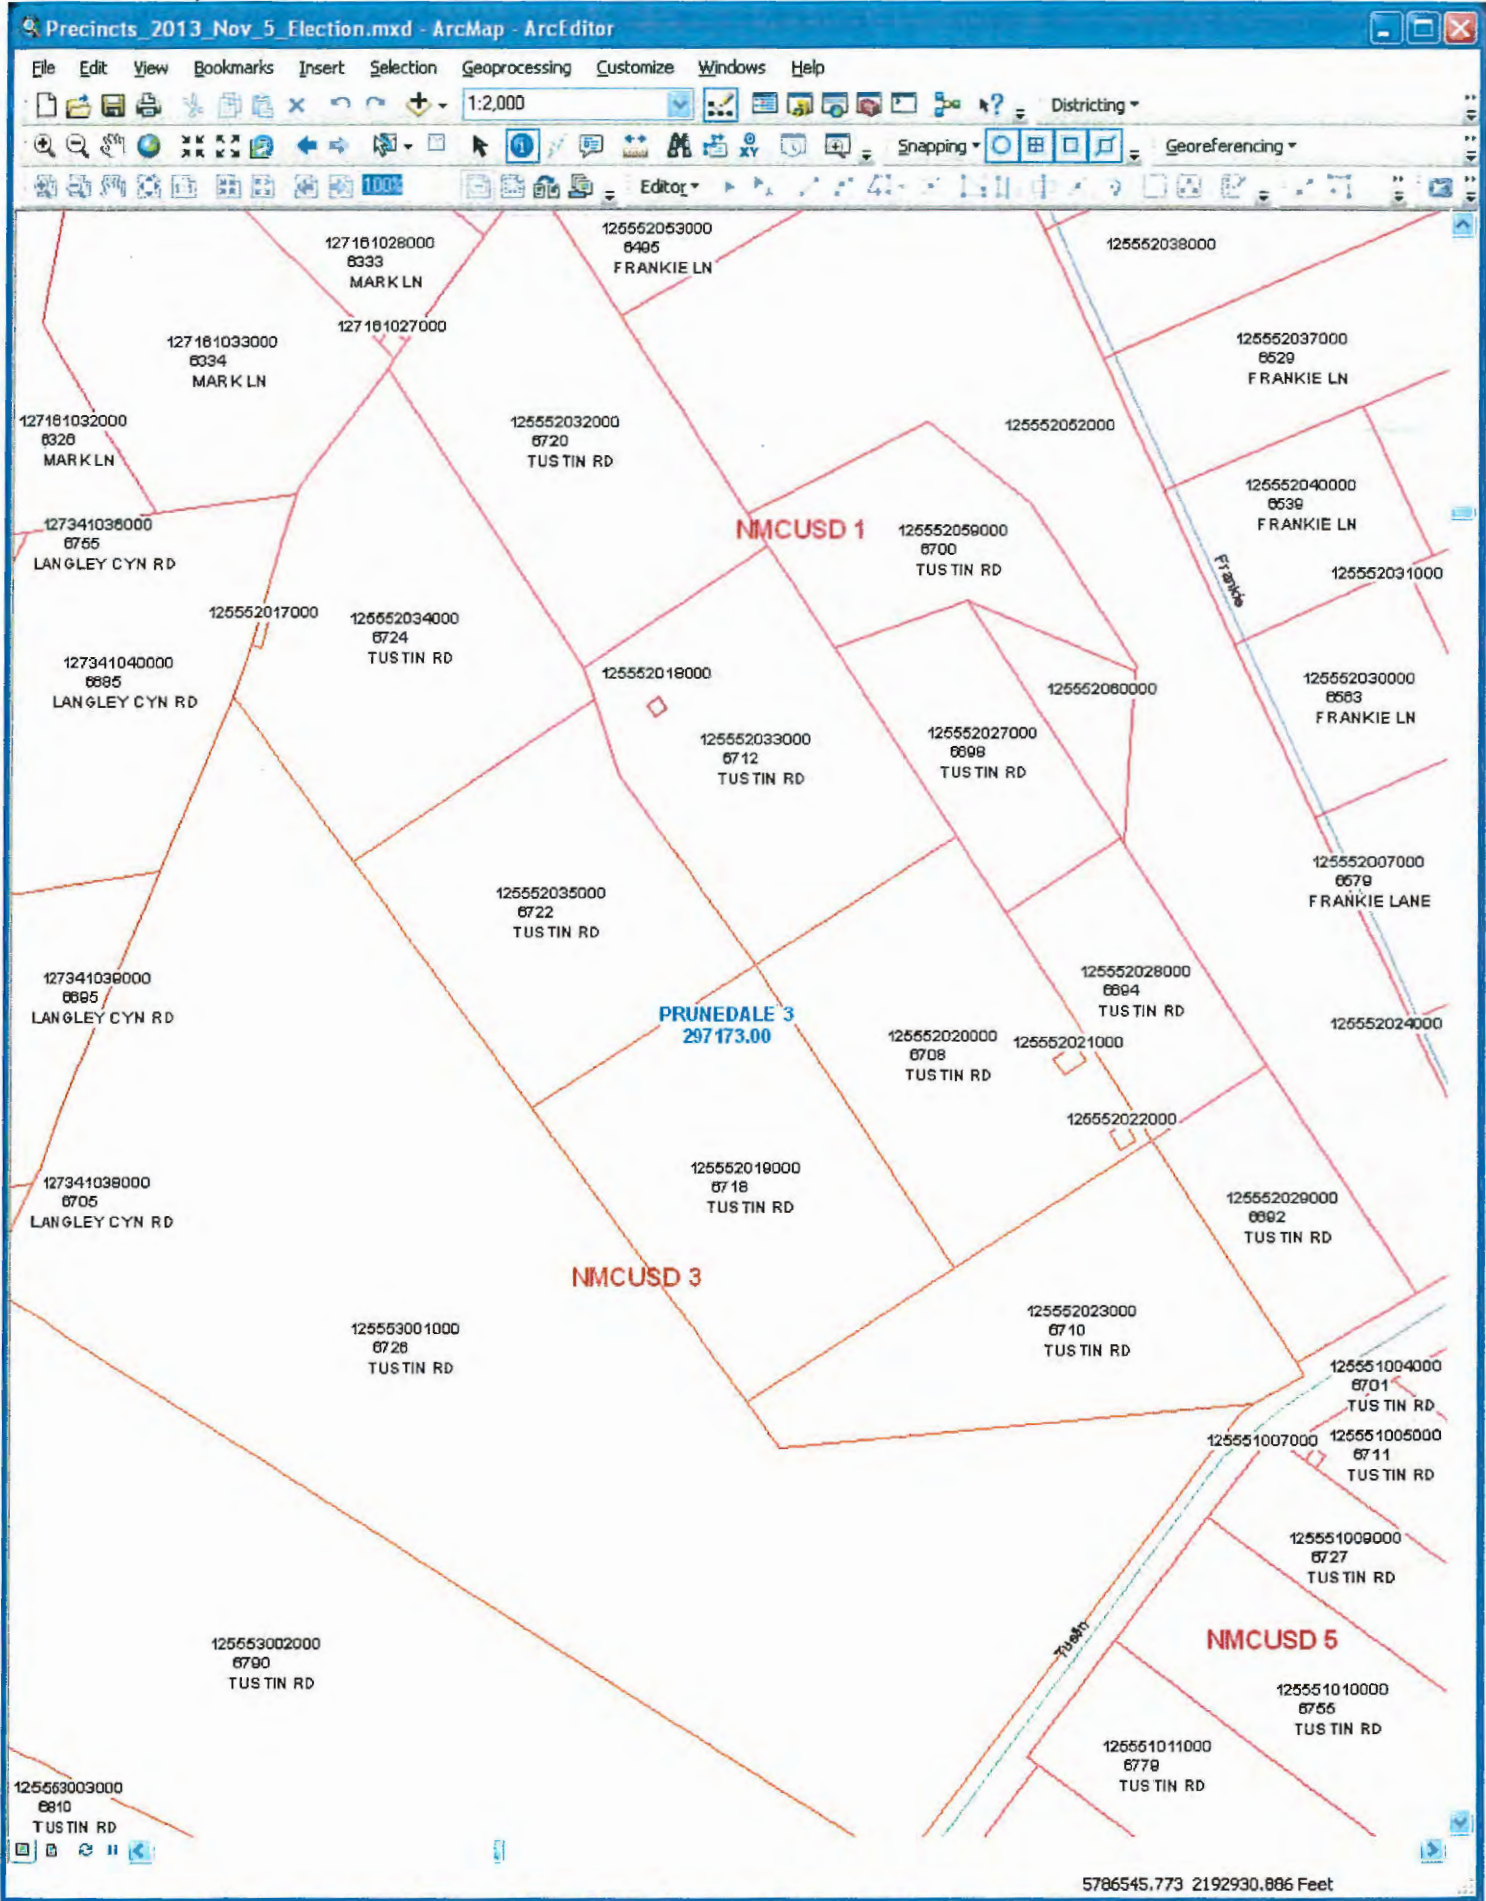 Precincts_2013_Nov_5_Election.mxd - ArcMap - ArcEditor
File Edit View Bookmarks Insert Selection Geoprocessing Customize Windows Help
1:2,000
Districting
Snapping
Georeferencing
100%
Editor
127161028000
6333
MARK LN
125552053000
6495
FRANKIE LN
125552038000
127161027000
127161033000
6334
MARK LN
125552037000
6529
FRANKIE LN
127161032000
6326
MARK LN
125552032000
6720
TUSTIN RD
125552052000
125552040000
6539
FRANKIE LN
127341036000
6755
LANGLEY CYN RD
NMCUSD 1
125552059000
6700
TUSTIN RD
Frankie
125552031000
125552017000
125552034000
6724
TUSTIN RD
127341040000
6685
LANGLEY CYN RD
125552018000
125552060000
125552030000
6563
FRANKIE LN
125552033000
6712
TUSTIN RD
125552027000
6698
TUSTIN RD
125552007000
6579
FRANKIE LANE
125552035000
6722
TUSTIN RD
127341039000
6695
LANGLEY CYN RD
125552028000
6694
TUSTIN RD
PRUNEDALE 3
297173.00
125552020000
6708
TUSTIN RD
125552021000
125552024000
125552022000
125552019000
6718
TUSTIN RD
127341038000
6705
LANGLEY CYN RD
125552029000
6692
TUSTIN RD
NMCUSD 3
125553001000
6726
TUSTIN RD
125552023000
6710
TUSTIN RD
125551004000
6701
TUSTIN RD
125551007000
125551005000
6711
TUSTIN RD
125551009000
6727
TUSTIN RD
Tustin
NMCUSD 5
125553002000
6790
TUSTIN RD
125551010000
6755
TUSTIN RD
125551011000
6779
TUSTIN RD
125553003000
6810
TUSTIN RD
5786545.773 2192930.886 Feet